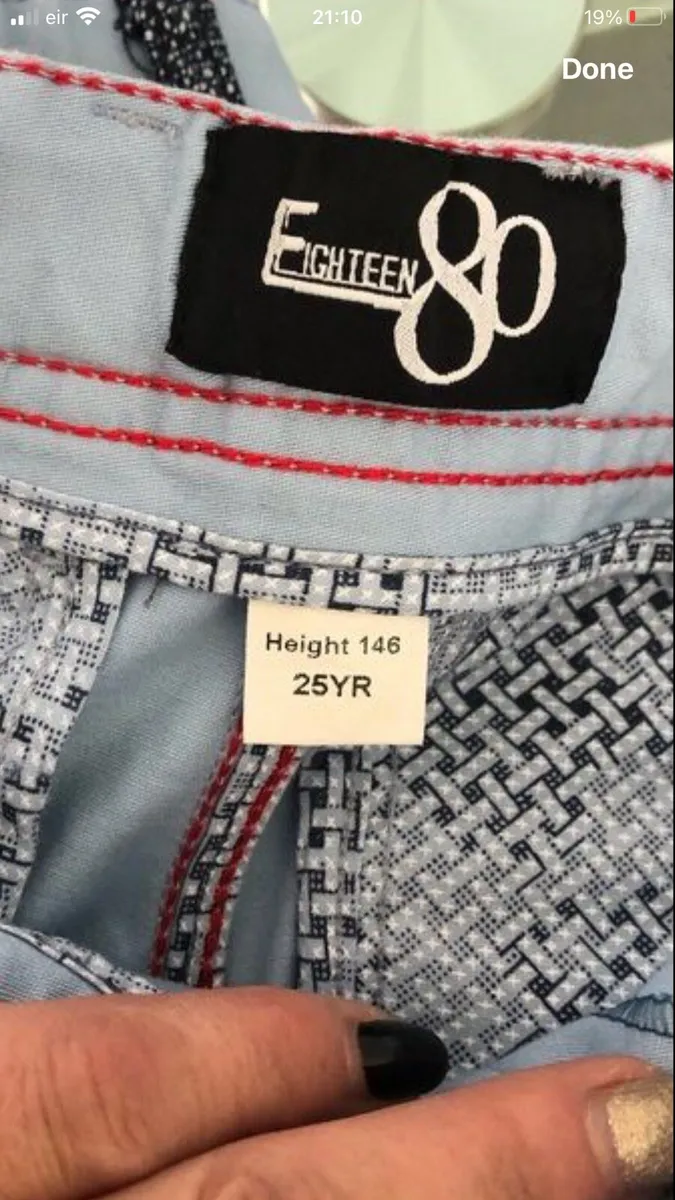 eir 21:10 19%
Done
EIGHTEEN 80
Height 146
25YR